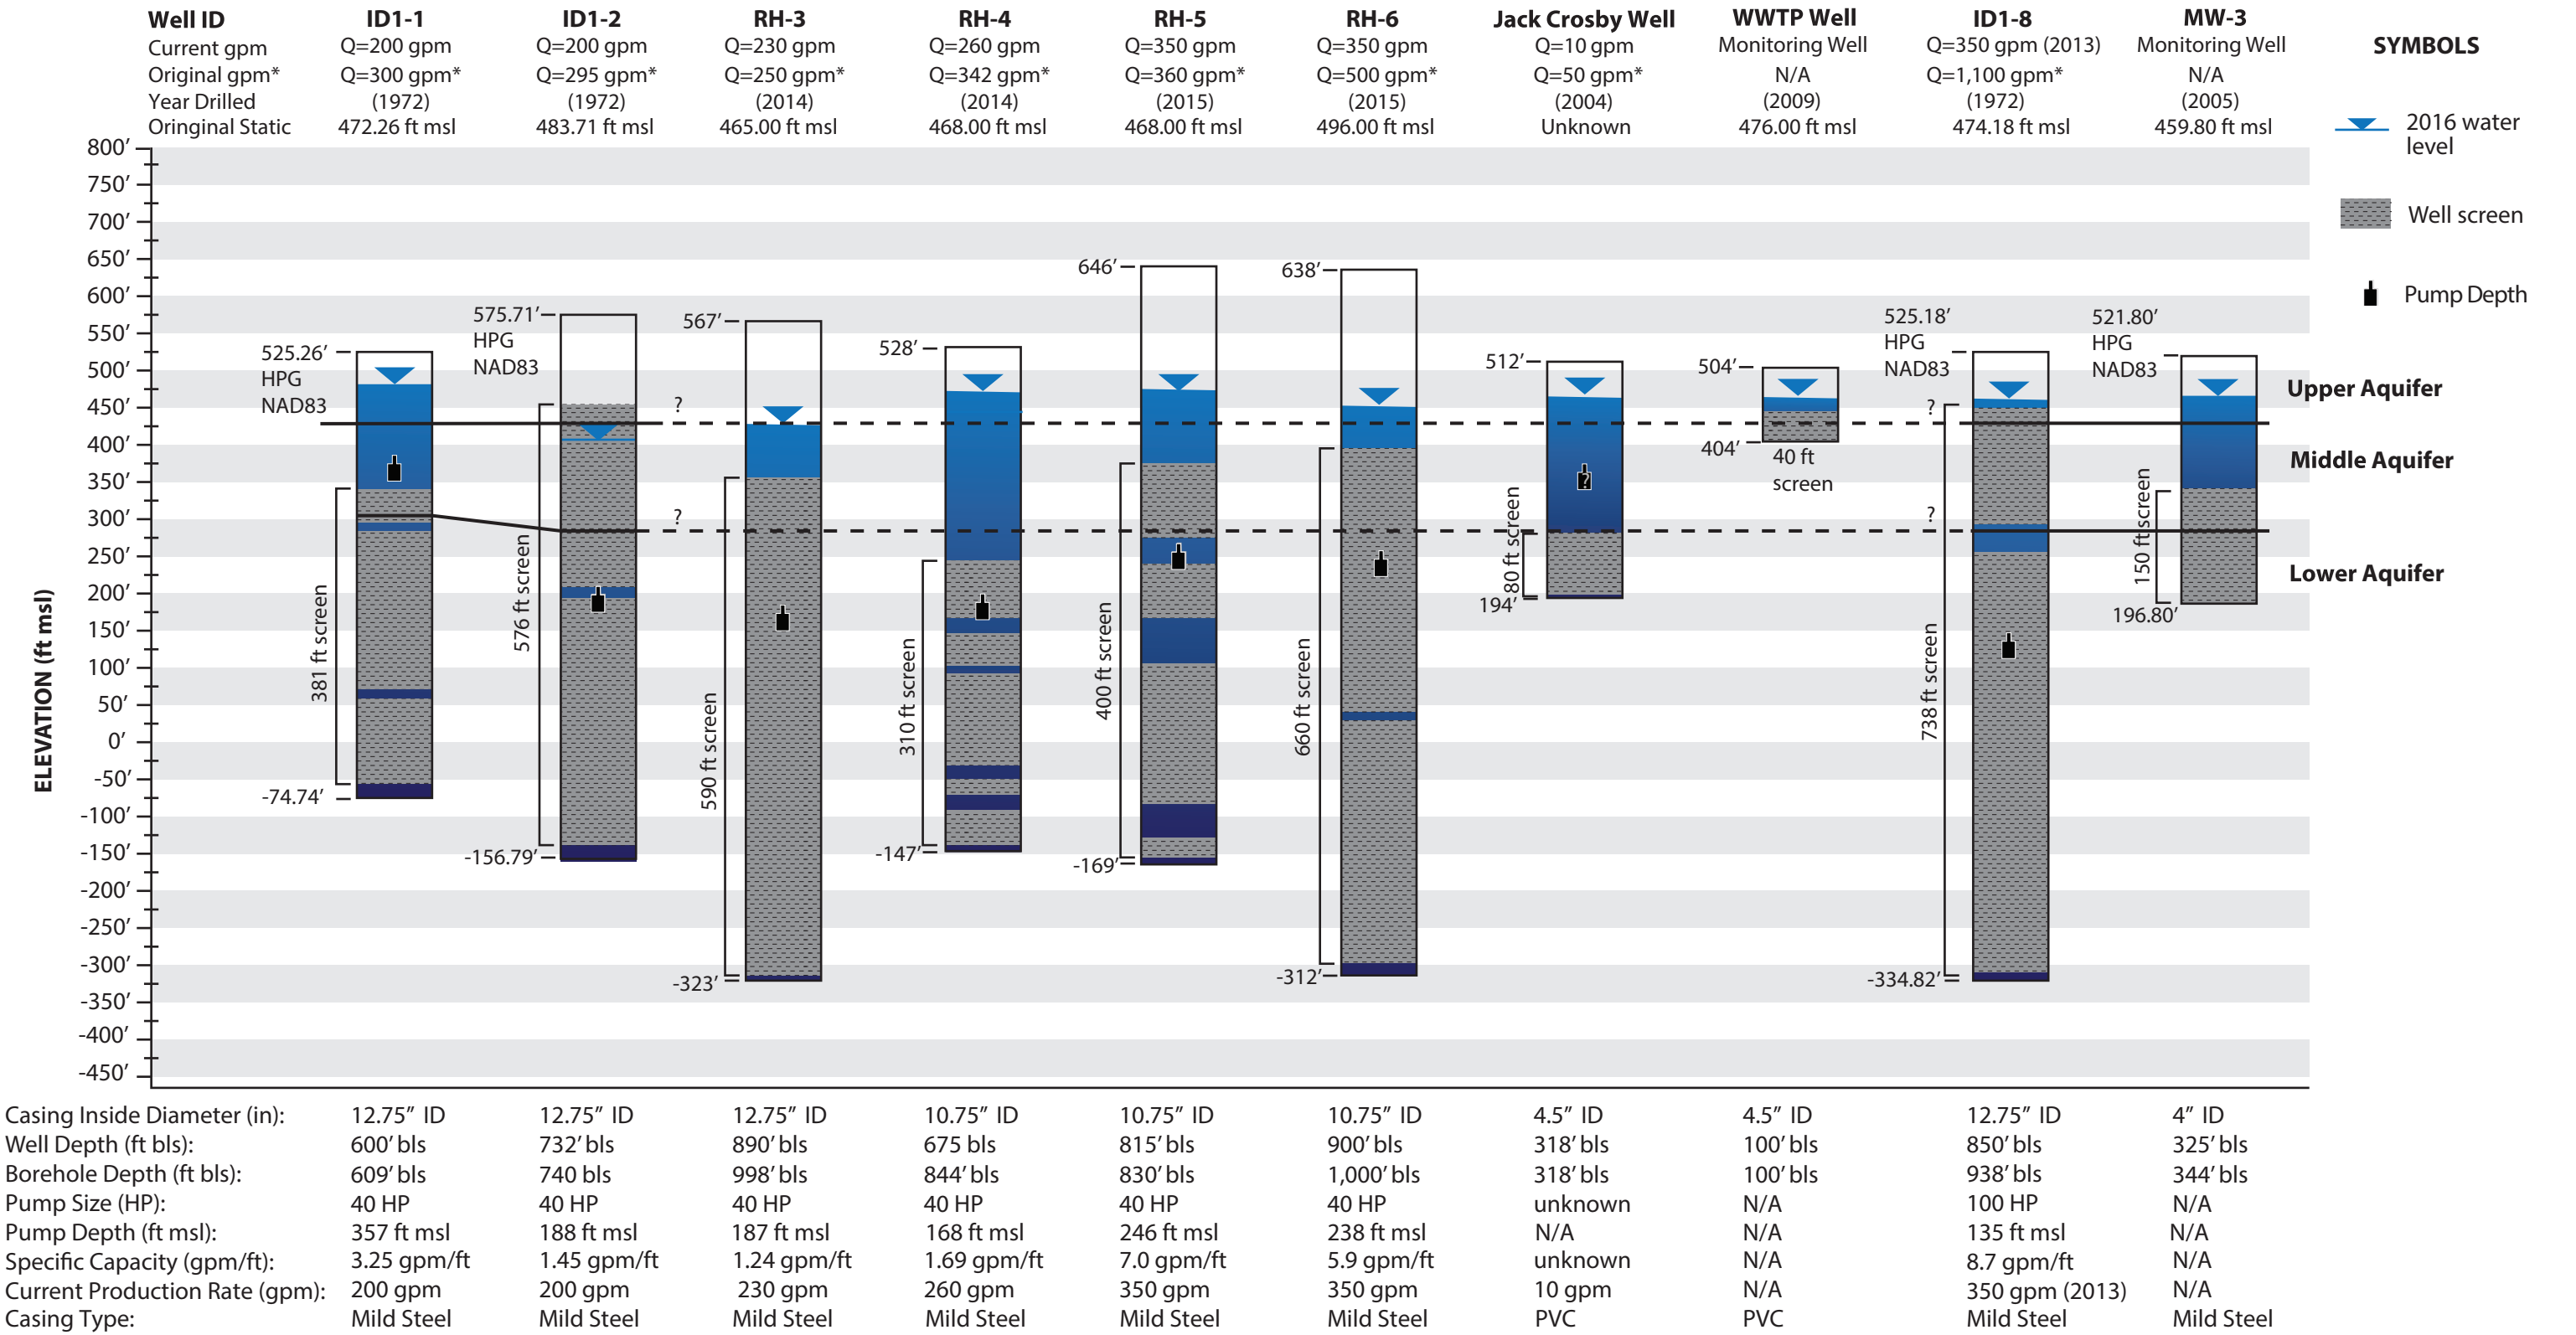 Well ID ID1-1 ID1-2 RH-3 RH-4 RH-5 RH-6 Jack Crosby Well WWTP Well ID1-8 MW-3
Current gpm Q=200 gpm Q=200 gpm Q=230 gpm Q=260 gpm Q=350 gpm Q=350 gpm Q=10 gpm Monitoring Well Q=350 gpm (2013) Monitoring Well
Original gpm* Q=300 gpm* Q=295 gpm* Q=250 gpm* Q=342 gpm* Q=360 gpm* Q=500 gpm* Q=50 gpm* N/A Q=1,100 gpm* N/A
Year Drilled (1972) (1972) (2014) (2014) (2015) (2015) (2004) (2009) (1972) (2005)
Oringinal Static 472.26 ft msl 483.71 ft msl 465.00 ft msl 468.00 ft msl 468.00 ft msl 496.00 ft msl Unknown 476.00 ft msl 474.18 ft msl 459.80 ft msl
SYMBOLS
2016 water
level
Well screen
Pump Depth
ELEVATION (ft msl)
800’
750’
700’
650’
600’
550’
500’
450’
400’
350’
300’
250’
200’
150’
100’
50’
0’
-50’
-100’
-150’
-200’
-250’
-300’
-350’
-400’
-450’
525.26’
HPG
NAD83
381 ft screen
-74.74’
575.71’
HPG
NAD83
576 ft screen
-156.79’
567’
?
?
590 ft screen
-323’
528’
310 ft screen
-147’
646’
400 ft screen
-169’
638’
660 ft screen
-312’
512’
?
80 ft screen
194’
504’
404’
40 ft
screen
525.18’
HPG
NAD83
?
?
738 ft screen
-334.82’
521.80’
HPG
NAD83
150 ftscreen
196.80’
Upper Aquifer
Middle Aquifer
Lower Aquifer
Casing Inside Diameter (in): 12.75” ID 12.75” ID 12.75” ID 10.75” ID 10.75” ID 10.75” ID 4.5” ID 4.5” ID 12.75” ID 4” ID
Well Depth (ft bls): 600’ bls 732’ bls 890’ bls 675 bls 815’ bls 900’ bls 318’ bls 100’ bls 850’ bls 325’ bls
Borehole Depth (ft bls): 609’ bls 740 bls 998’ bls 844’ bls 830’ bls 1,000’ bls 318’ bls 100’ bls 938’ bls 344’ bls
Pump Size (HP): 40 HP 40 HP 40 HP 40 HP 40 HP 40 HP unknown N/A 100 HP N/A
Pump Depth (ft msl): 357 ft msl 188 ft msl 187 ft msl 168 ft msl 246 ft msl 238 ft msl N/A N/A 135 ft msl N/A
Specific Capacity (gpm/ft): 3.25 gpm/ft 1.45 gpm/ft 1.24 gpm/ft 1.69 gpm/ft 7.0 gpm/ft 5.9 gpm/ft unknown N/A 8.7 gpm/ft N/A
Current Production Rate (gpm): 200 gpm 200 gpm 230 gpm 260 gpm 350 gpm 350 gpm 10 gpm N/A 350 gpm (2013) N/A
Casing Type: Mild Steel Mild Steel Mild Steel Mild Steel Mild Steel Mild Steel PVC PVC Mild Steel Mild Steel